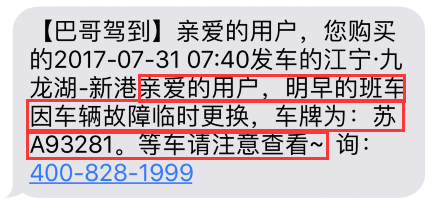 【巴哥驾到】亲爱的用户，您购买
的2017-07-31 07:40发车的江宁·九
龙湖-新港亲爱的用户，明早的班车
因车辆故障临时更换，车牌为：苏
A93281。等车请注意查看~ 询：
400-828-1999